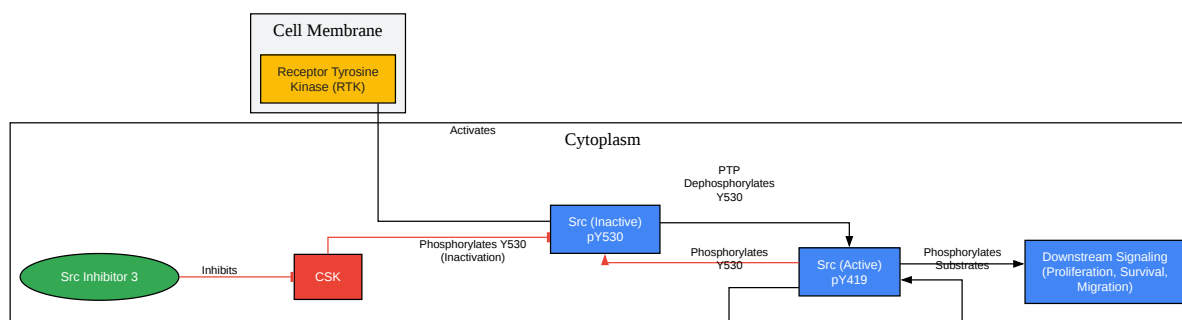 Cell Membrane
Receptor Tyrosine
Kinase (RTK)
Activates
Cytoplasm
PTP
Dephosphorylates
Y530
Src (Inactive)
pY530
Phosphorylates Y530
(Inactivation)
Phosphorylates
Y530
Src (Active)
pY419
Phosphorylates
Substrates
Downstream Signaling
(Proliferation, Survival,
Migration)
Src Inhibitor 3
Inhibits
CSK